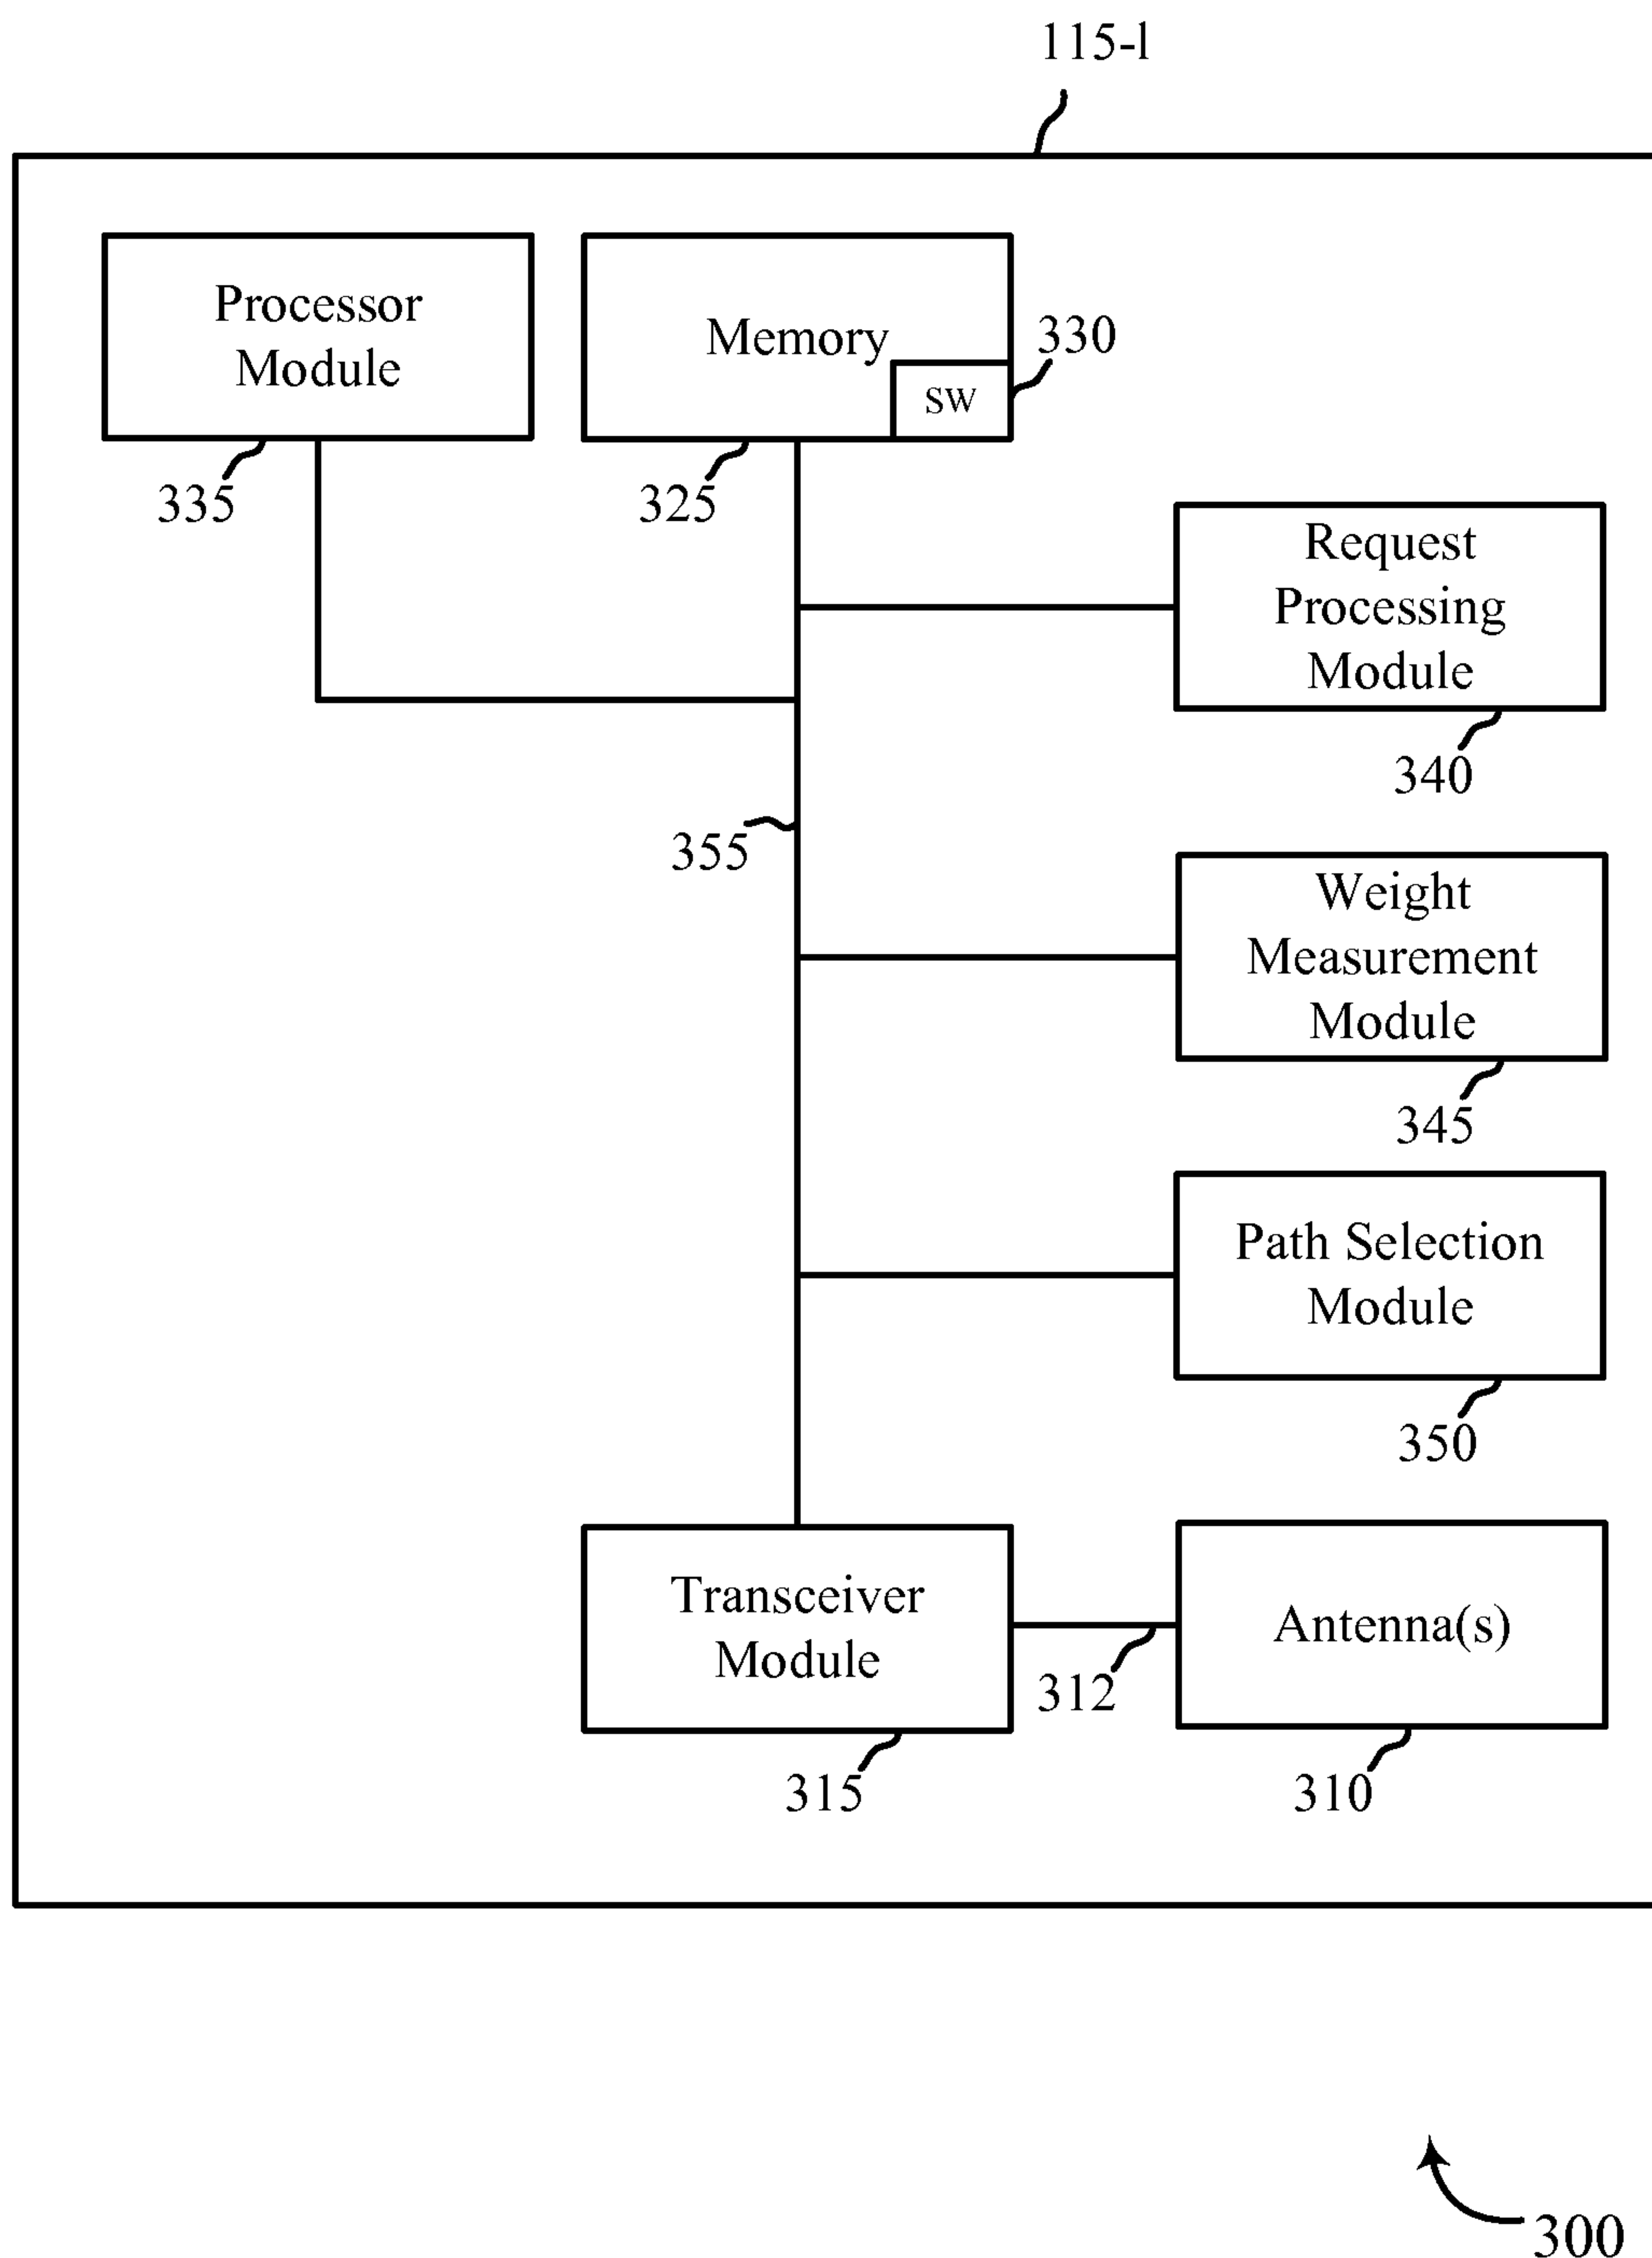 115-l
Processor
Module
335
Memory
SW
330
325
Request
Processing
Module
340
355
Weight
Measurement
Module
345
Path Selection
Module
350
Transceiver
Module
315
312
Antenna(s)
310
300